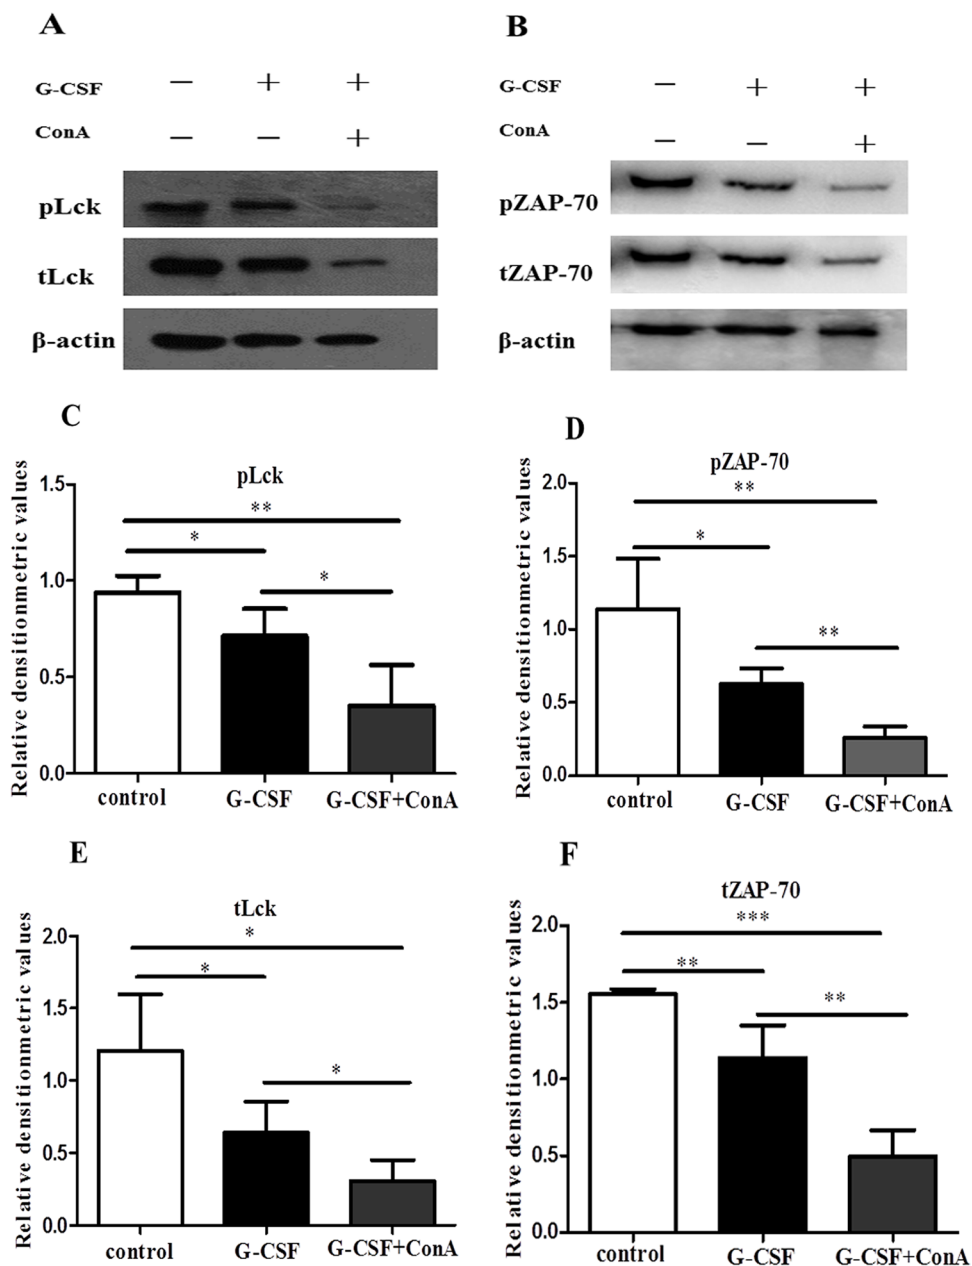 A
G-CSF − + +
ConA − − +
pLck
tLck
β-actin
B
G-CSF − + +
ConA − − +
pZAP-70
tZAP-70
β-actin
C
pLck
Relative densitionmetric values
1.5
1.0
0.5
0.0
**
*
*
control G-CSF G-CSF+ConA
D
pZAP-70
Relative densitionmetric values
2.0
1.5
1.0
0.5
0.0
**
*
**
control G-CSF G-CSF+ConA
E
tLck
Relative densitionmetric values
2.0
1.5
1.0
0.5
0.0
*
*
*
control G-CSF G-CSF+ConA
F
tZAP-70
Relative densitionmetric values
2.0
1.5
1.0
0.5
0.0
***
**
**
control G-CSF G-CSF+ConA